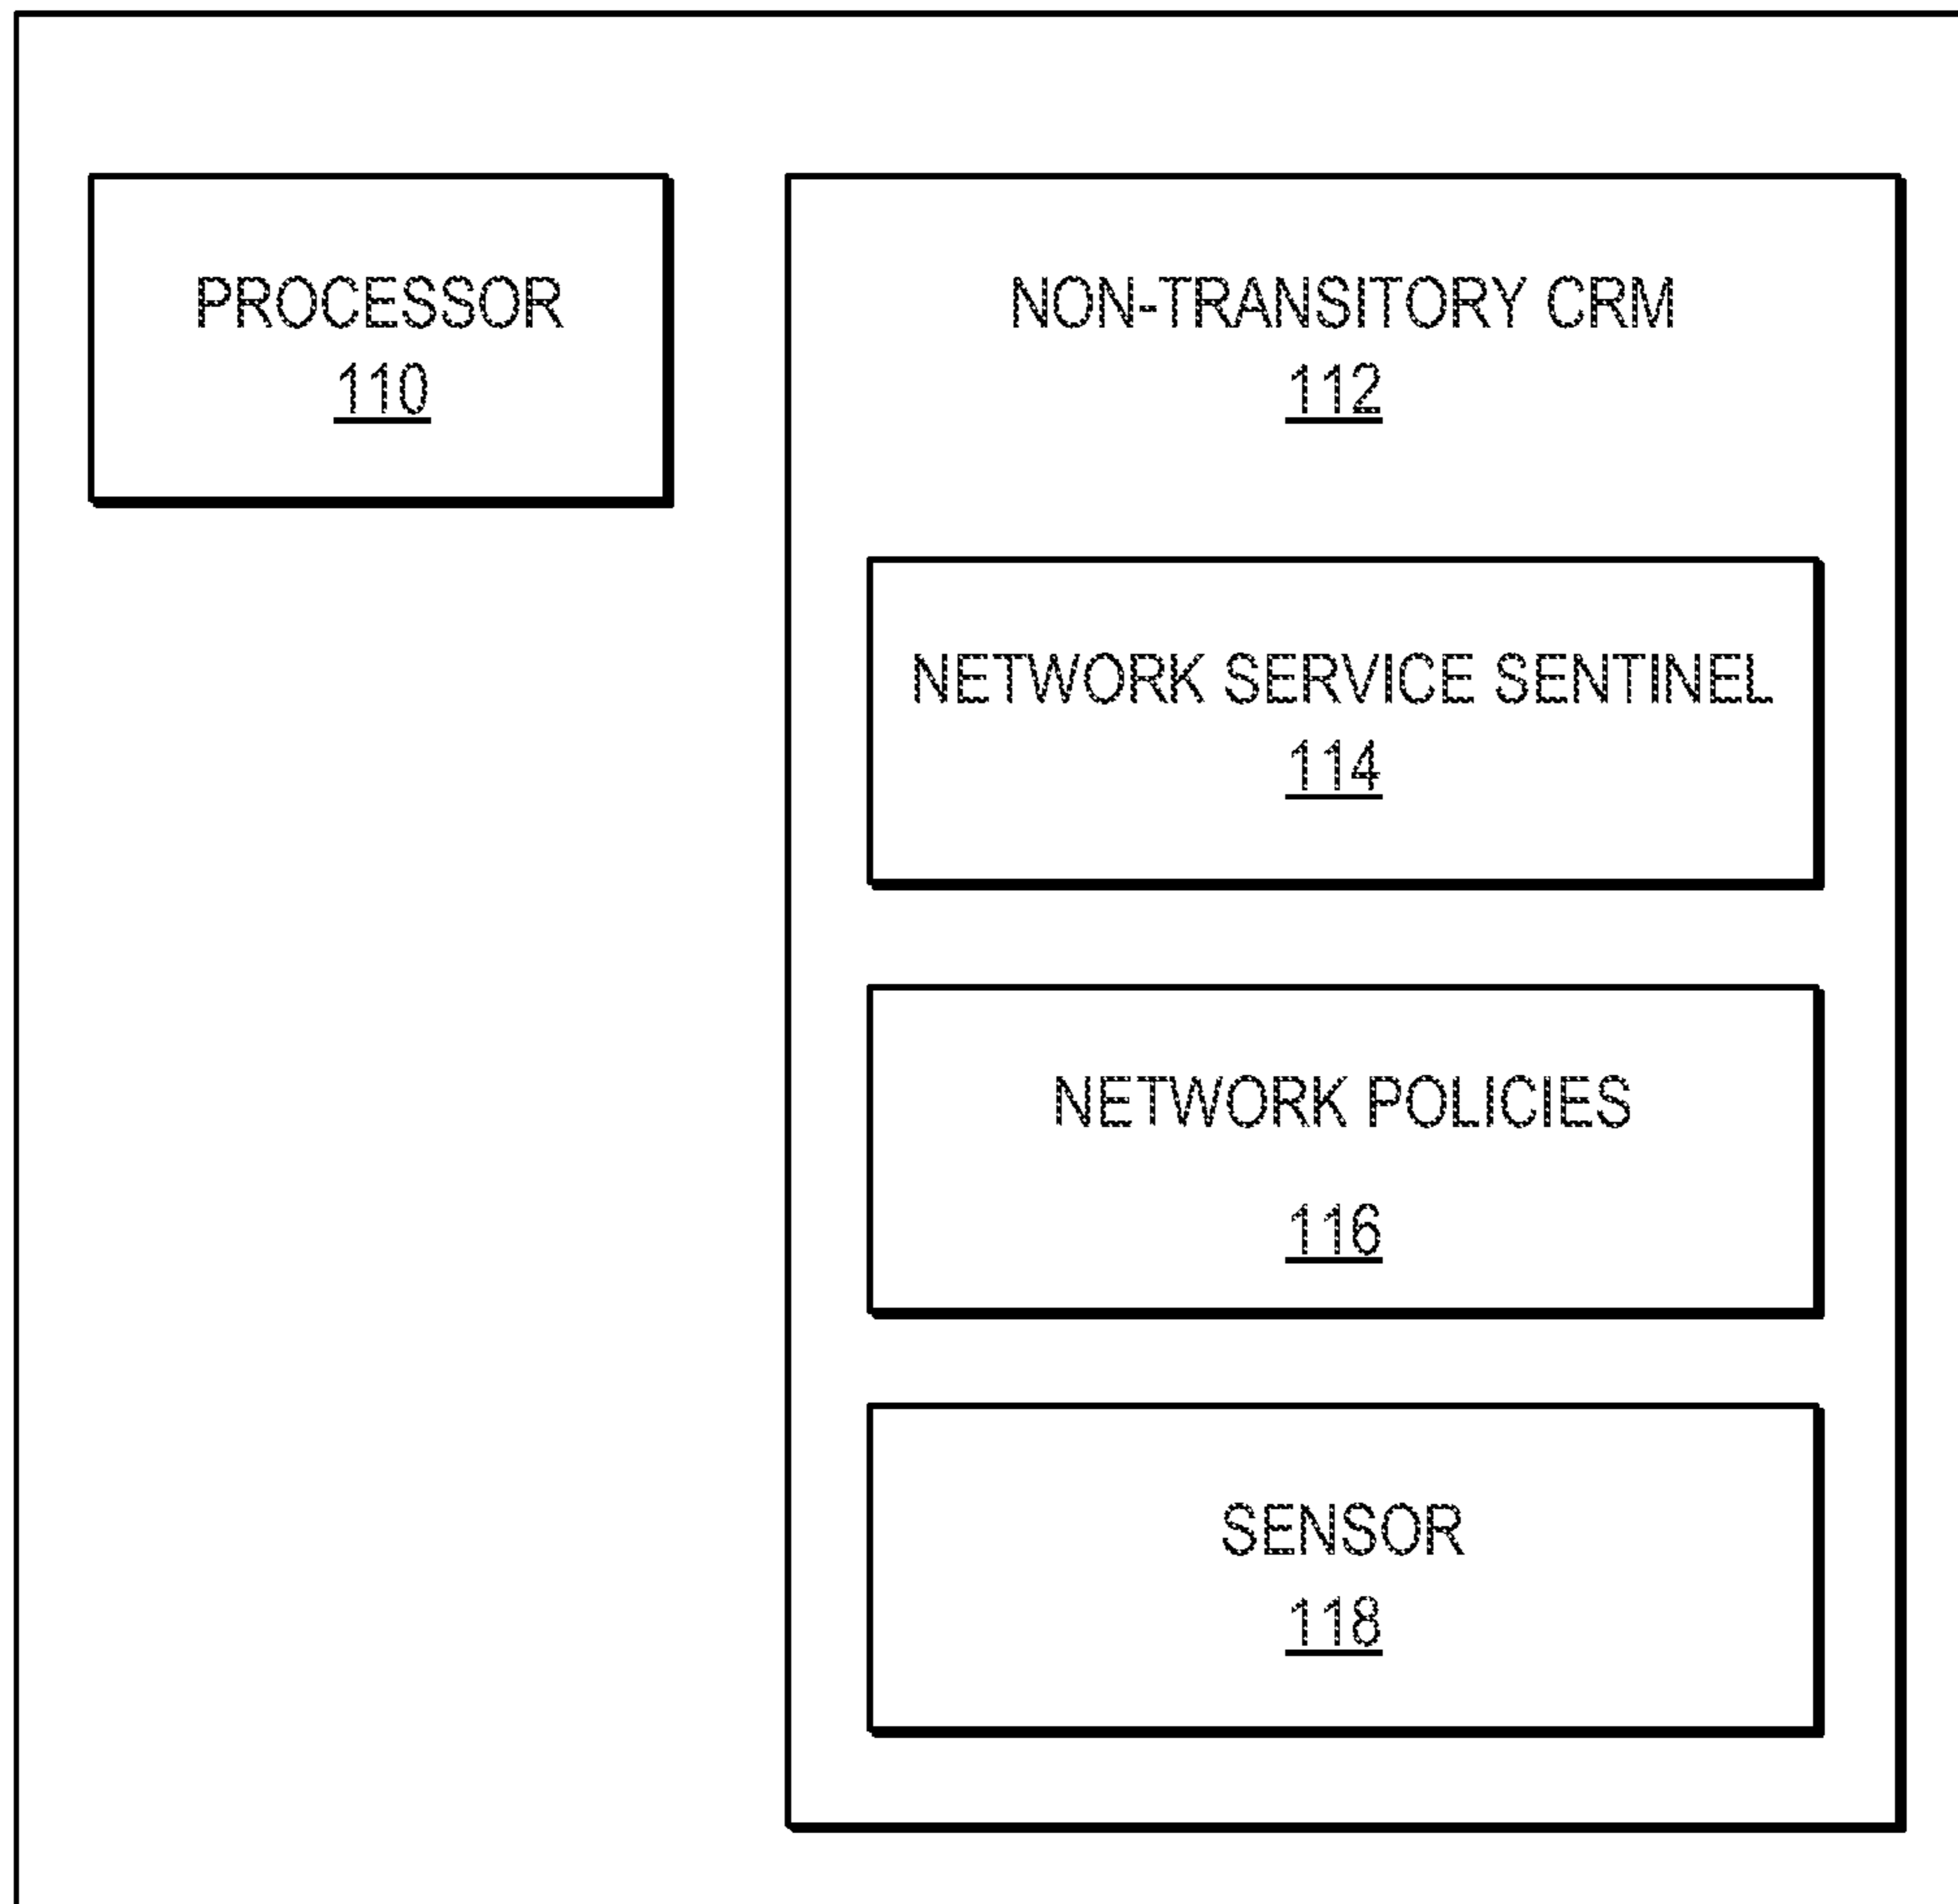 PROCESSOR
110
NON-TRANSITORY CRM
112
NETWORK SERVICE SENTINEL
114
NETWORK POLICIES
116
SENSOR
118